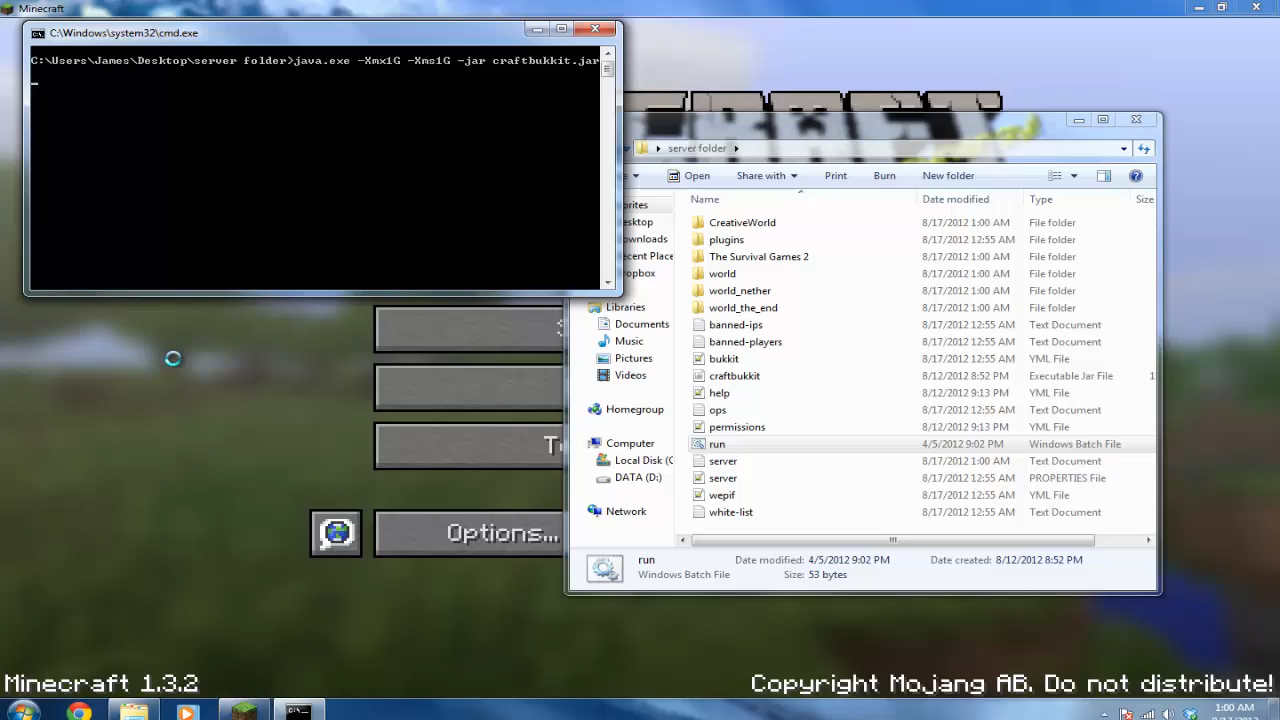 Minecraft
C:\Windows\system32\cmd.exe
C:\Users\James\Desktop\server folder>java.exe -Xmx1G -Xms1G -jar craftbukkit.jar
server folder
Open Share with Print Burn New folder
Name Date modified Type Size
CreativeWorld 8/17/2012 1:00 AM File folder
plugins 8/17/2012 12:55 AM File folder
The Survival Games 2 8/17/2012 1:00 AM File folder
world 8/17/2012 1:00 AM File folder
world_nether 8/17/2012 1:00 AM File folder
world_the_end 8/17/2012 1:00 AM File folder
banned-ips 8/17/2012 12:55 AM Text Document
banned-players 8/17/2012 12:55 AM Text Document
bukkit 8/17/2012 12:55 AM YML File
craftbukkit 8/12/2012 8:52 PM Executable Jar File 1
help 8/12/2012 9:13 PM YML File
ops 8/17/2012 12:55 AM Text Document
permissions 8/12/2012 9:13 PM YML File
run 4/5/2012 9:02 PM Windows Batch File
server 8/17/2012 1:00 AM Text Document
server 8/17/2012 12:55 AM PROPERTIES File
wepif 8/17/2012 12:55 AM YML File
white-list 8/17/2012 12:55 AM Text Document
orites
esktop
ownloads
ecent Place
ropbox
Libraries
Documents
Music
Pictures
Videos
Homegroup
Computer
Local Disk (C
DATA (D:)
Network
run Date modified: 4/5/2012 9:02 PM Date created: 8/12/2012 8:52 PM
Windows Batch File Size: 53 bytes
Options...
Minecraft 1.3.2
Copyright Mojang AB. Do not distribute!
1:00 AM